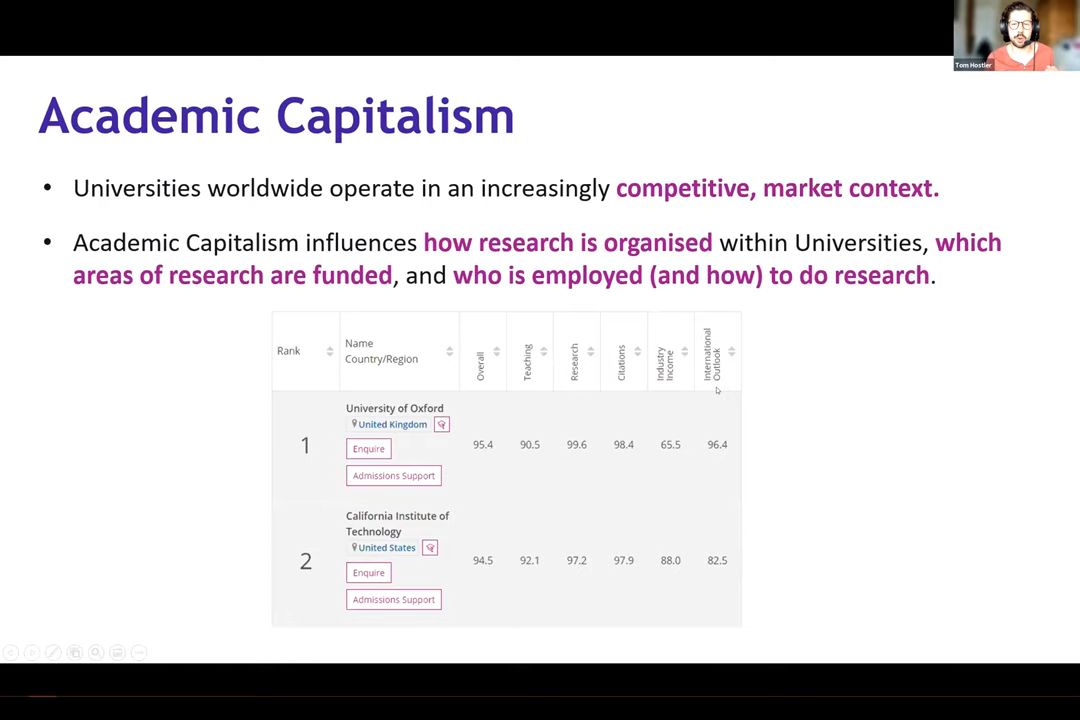 Tom Hostler
Academic Capitalism
• Universities worldwide operate in an increasingly competitive, market context.
• Academic Capitalism influences how research is organised within Universities, which
areas of research are funded, and who is employed (and how) to do research.
Rank
Name
Country/Region
Overall
Teaching
Research
Citations
Industry
Income
International
Outlook
1
University of Oxford
United Kingdom
Enquire
Admissions Support
95.4 90.5 99.6 98.4 65.5 96.4
2
California Institute of
Technology
United States
Enquire
Admissions Support
94.5 92.1 97.2 97.9 88.0 82.5